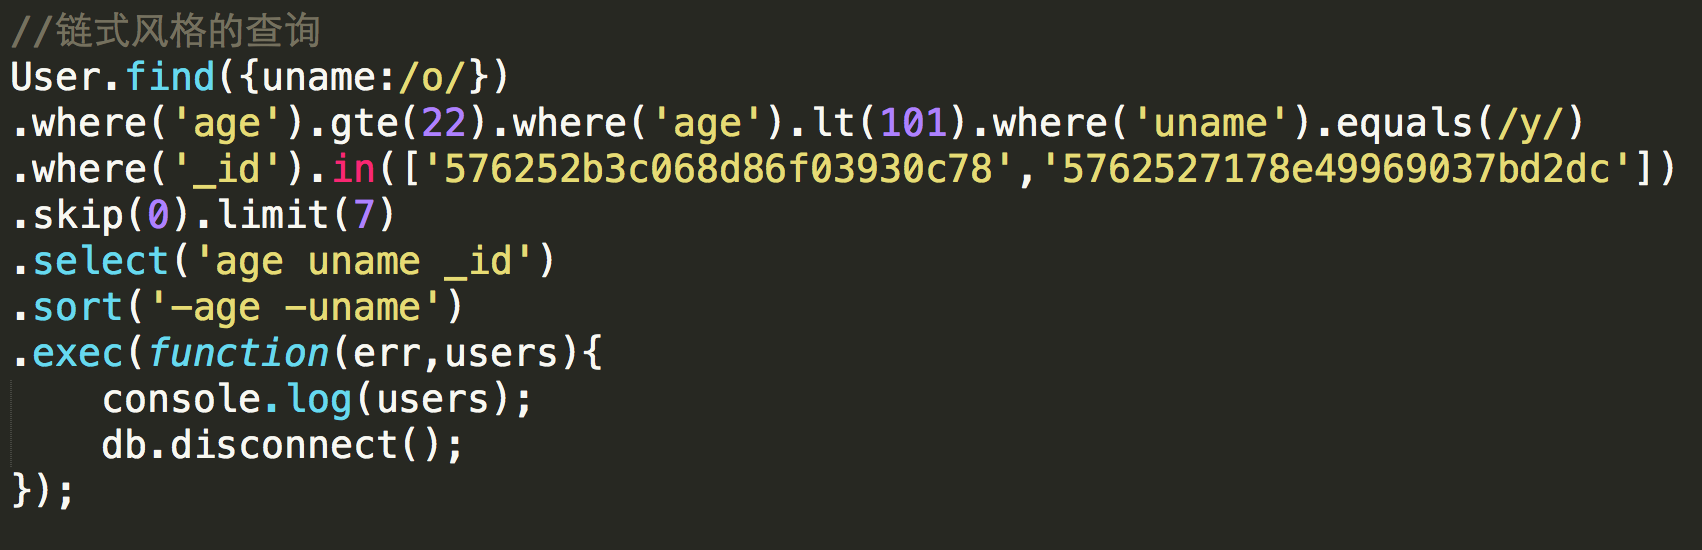 //链式风格的查询
User.find({uname:/o/})
.where('age').gte(22).where('age').lt(101).where('uname').equals(/y/)
.where('_id').in(['576252b3c068d86f03930c78','5762527178e49969037bd2dc'])
.skip(0).limit(7)
.select('age uname _id')
.sort('-age -uname')
.exec(function(err,users){
    console.log(users);
    db.disconnect();
});